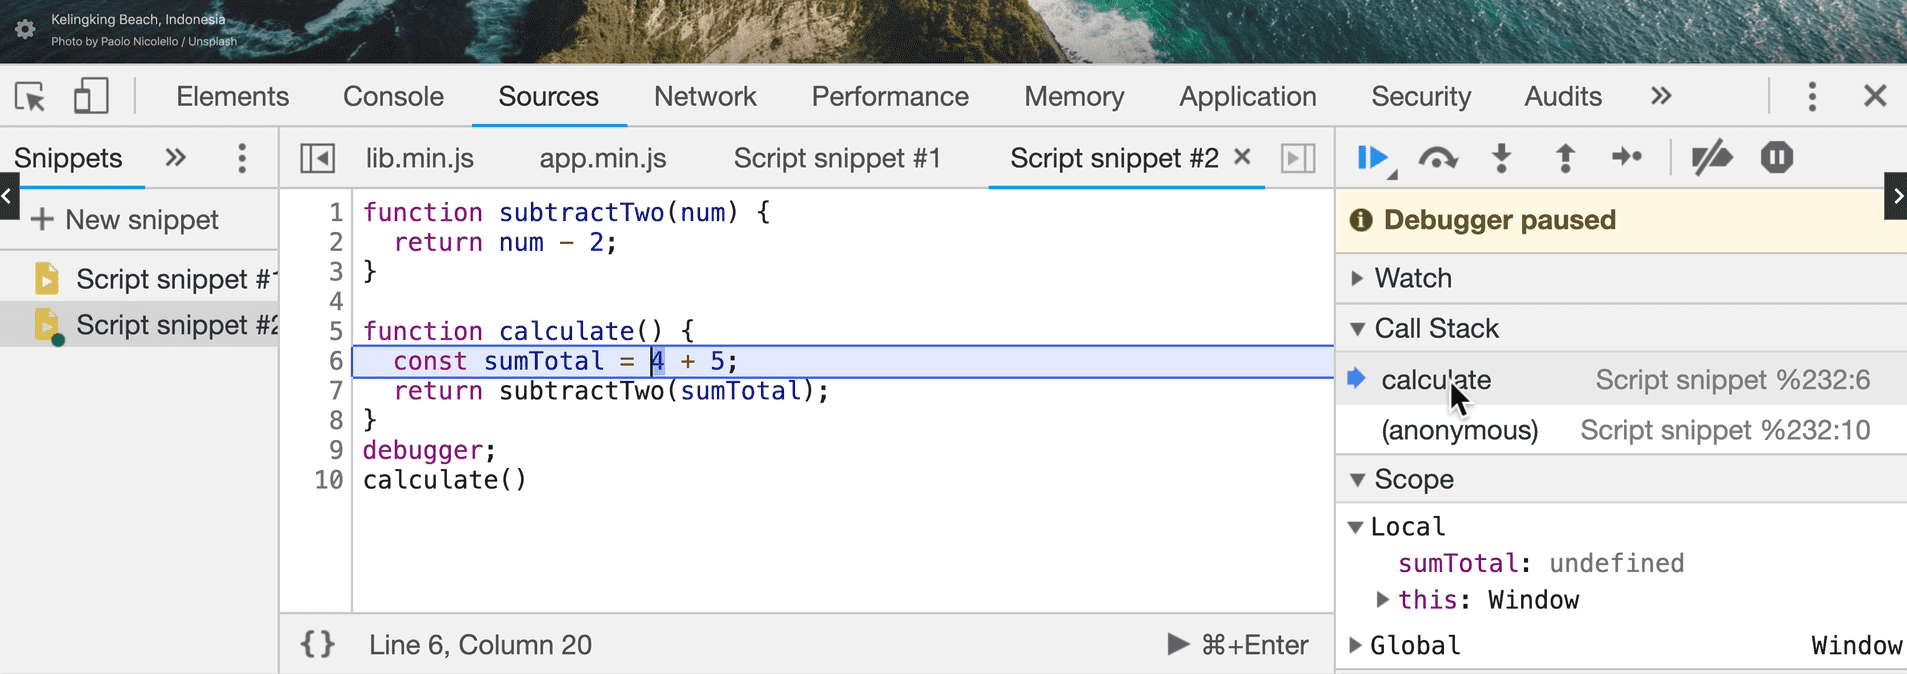 Kelingking Beach, Indonesia
Photo by Paolo Nicolello / Unsplash
Elements Console Sources Network Performance Memory Application Security Audits »
Snippets »
lib.min.js app.min.js Script snippet #1 Script snippet #2 ×
+ New snippet
Script snippet #1
Script snippet #2
1 function subtractTwo(num) {
2 return num - 2;
3 }
4
5 function calculate() {
6 const sumTotal = 4 + 5;
7 return subtractTwo(sumTotal);
8 }
9 debugger;
10 calculate()
{} Line 6, Column 20
⌘+Enter
Debugger paused
Watch
Call Stack
calculate Script snippet %232:6
(anonymous) Script snippet %232:10
Scope
Local
sumTotal: undefined
this: Window
Global Window